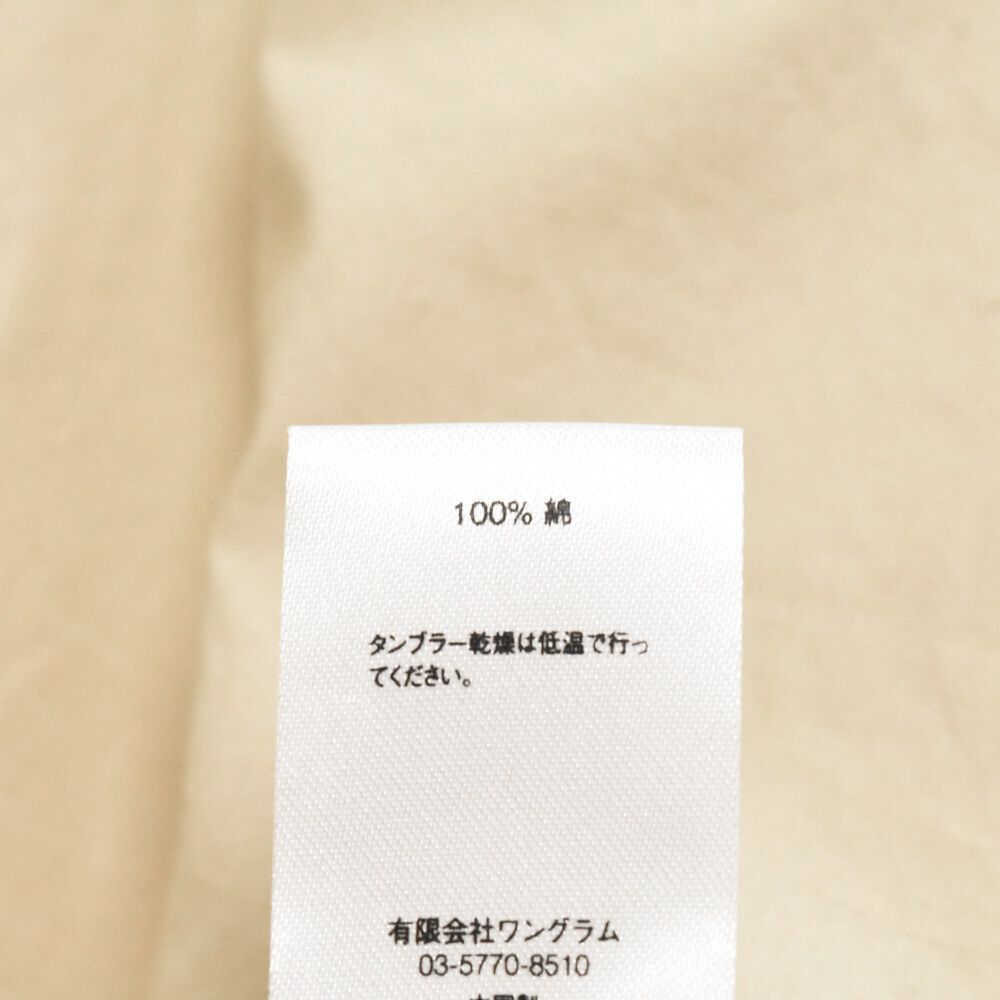 100% 綿
タンブラー乾燥は低温で行っ
てください。
有限会社ワングラム
03-5770-8510